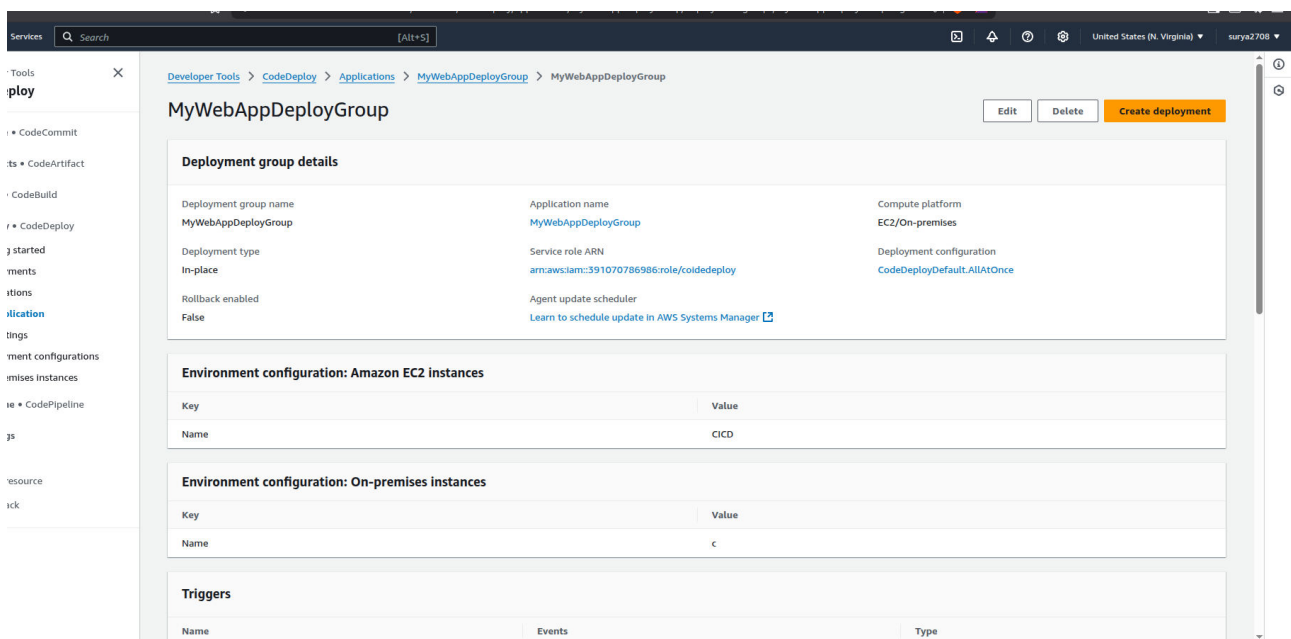 Services Search [Alt+S] United States (N. Virginia) ▼ surya2708 ▼
Tools
Developer Tools > CodeDeploy > Applications > MyWebAppDeployGroup > MyWebAppDeployGroup
ploy
MyWebAppDeployGroup Edit Delete Create deployment
• CodeCommit
ts • CodeArtifact
CodeBuild
• CodeDeploy
started
ments
ations
plication
tings
ment configurations
emises instances
ne • CodePipeline
gs
resource
ack
Deployment group details
Deployment group name Application name Compute platform
MyWebAppDeployGroup MyWebAppDeployGroup EC2/On-premises
Deployment type Service role ARN Deployment configuration
In-place arn:aws:iam::391070786986:role/coidedeploy CodeDeployDefault.AllAtOnce
Rollback enabled Agent update scheduler
False Learn to schedule update in AWS Systems Manager
Environment configuration: Amazon EC2 instances
Key Value
Name CICD
Environment configuration: On-premises instances
Key Value
Name c
Triggers
Name Events Type